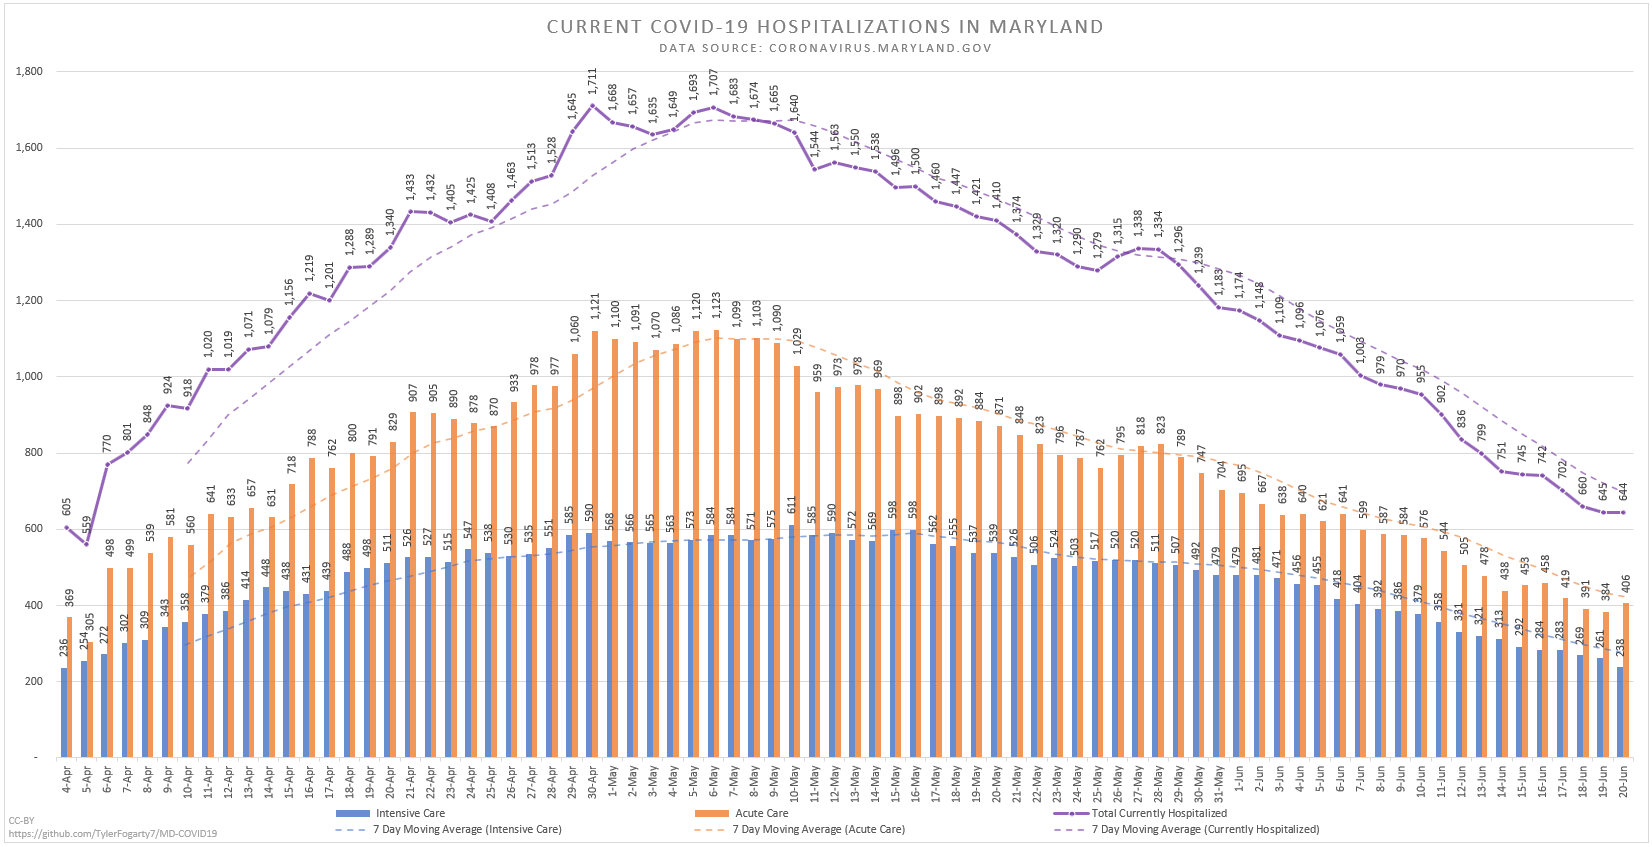 CURRENT COVID-19 HOSPITALIZATIONS IN MARYLAND
DATA SOURCE: CORONAVIRUS.MARYLAND.GOV
1,800
1,600
1,400
1,200
1,000
800
600
400
200
-
605 559 770 801 848 924 918 1,020 1,019 1,071 1,079 1,156 1,219 1,201 1,288 1,289 1,340 1,433 1,432 1,405 1,425 1,408 1,463 1,513 1,528 1,645 1,711 1,668 1,657 1,635 1,649 1,693 1,707 1,683 1,674 1,665 1,640 1,544 1,563 1,550 1,538 1,496 1,500 1,460 1,447 1,421 1,410 1,374 1,329 1,320 1,290 1,279 1,315 1,338 1,334 1,296 1,239 1,183 1,174 1,148 1,109 1,096 1,076 1,059 1,003 979 970 955 902 836 799 751 745 742 702 660 645 644
369 305 498 499 539 581 560 641 633 657 631 718 788 762 800 791 829 907 905 890 878 870 933 978 977 1,060 1,121 1,100 1,091 1,070 1,086 1,120 1,123 1,099 1,103 1,090 1,029 959 973 978 969 898 902 898 892 884 871 848 823 796 787 762 795 818 823 789 747 704 695 667 638 640 621 641 599 587 584 576 544 505 478 438 453 458 419 391 384 406
236 254 272 302 309 343 358 379 386 414 448 438 431 439 488 498 511 526 527 515 547 538 530 535 551 585 590 568 566 565 563 573 584 584 571 575 611 585 590 572 569 598 598 562 555 537 539 526 506 524 503 517 520 520 511 507 492 479 479 481 471 456 455 418 404 392 386 379 358 331 321 313 292 284 283 269 261 238
4-Apr 5-Apr 6-Apr 7-Apr 8-Apr 9-Apr 10-Apr 11-Apr 12-Apr 13-Apr 14-Apr 15-Apr 16-Apr 17-Apr 18-Apr 19-Apr 20-Apr 21-Apr 22-Apr 23-Apr 24-Apr 25-Apr 26-Apr 27-Apr 28-Apr 29-Apr 30-Apr 1-May 2-May 3-May 4-May 5-May 6-May 7-May 8-May 9-May 10-May 11-May 12-May 13-May 14-May 15-May 16-May 17-May 18-May 19-May 20-May 21-May 22-May 23-May 24-May 25-May 26-May 27-May 28-May 29-May 30-May 31-May 1-Jun 2-Jun 3-Jun 4-Jun 5-Jun 6-Jun 7-Jun 8-Jun 9-Jun 10-Jun 11-Jun 12-Jun 13-Jun 14-Jun 15-Jun 16-Jun 17-Jun 18-Jun 19-Jun 20-Jun
Intensive Care Acute Care Total Currently Hospitalized
7 Day Moving Average (Intensive Care) 7 Day Moving Average (Acute Care) 7 Day Moving Average (Currently Hospitalized)
CC-BY
https://github.com/TylerFogarty7/MD-COVID19